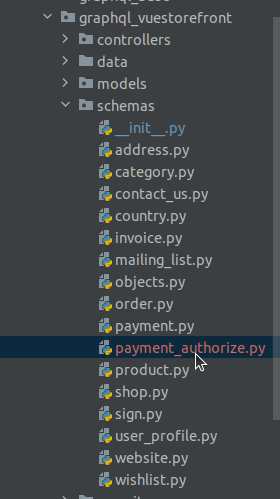 graphql_vuestorefront
controllers
data
models
schemas
__init__.py
address.py
category.py
contact_us.py
country.py
invoice.py
mailing_list.py
objects.py
order.py
payment.py
payment_authorize.py
product.py
shop.py
sign.py
user_profile.py
website.py
wishlist.py